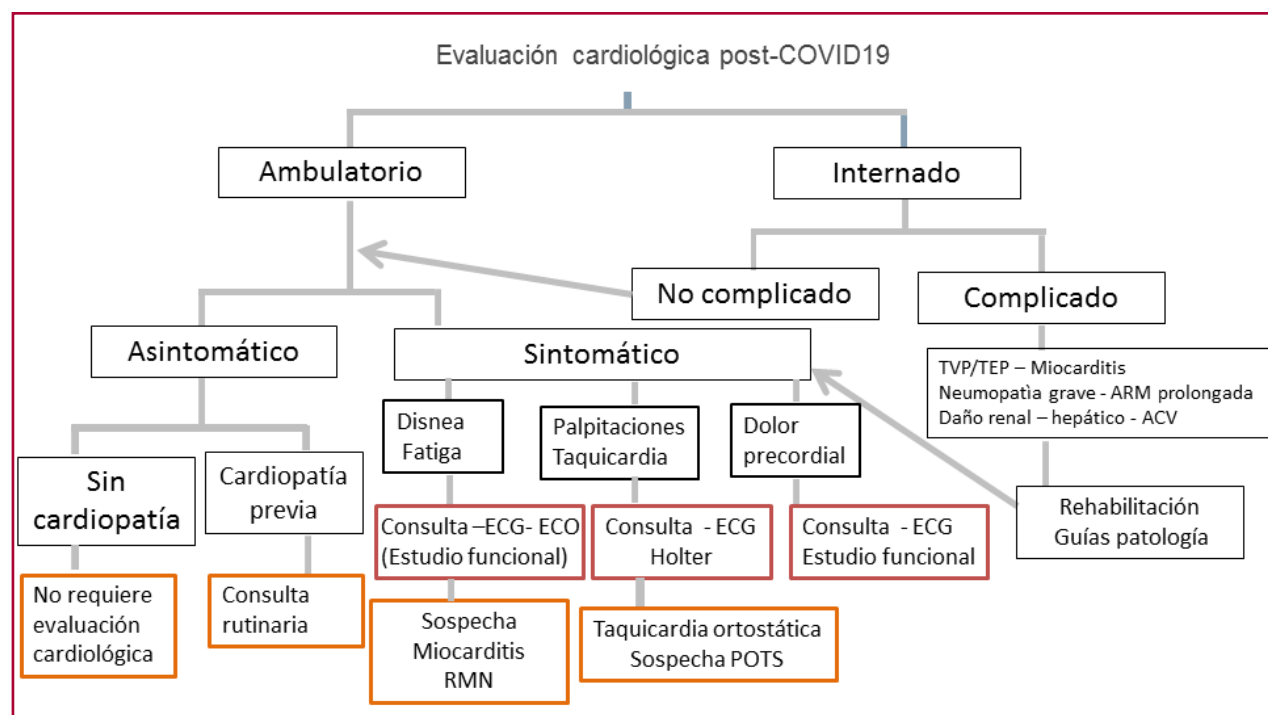 Evaluación cardiológica post-COVID19
Ambulatorio
Internado
No complicado
Complicado
Asintomático
Sintomático
TVP/TEP – Miocarditis
Neumopatìa grave - ARM prolongada
Daño renal – hepático - ACV
Disnea
Fatiga
Palpitaciones
Taquicardia
Dolor
precordial
Sin
cardiopatía
Cardiopatía
previa
Rehabilitación
Guías patología
Consulta –ECG- ECO
(Estudio funcional)
Consulta - ECG
Holter
Consulta - ECG
Estudio funcional
No requiere
evaluación
cardiológica
Consulta
rutinaria
Sospecha
Miocarditis
RMN
Taquicardia ortostática
Sospecha POTS